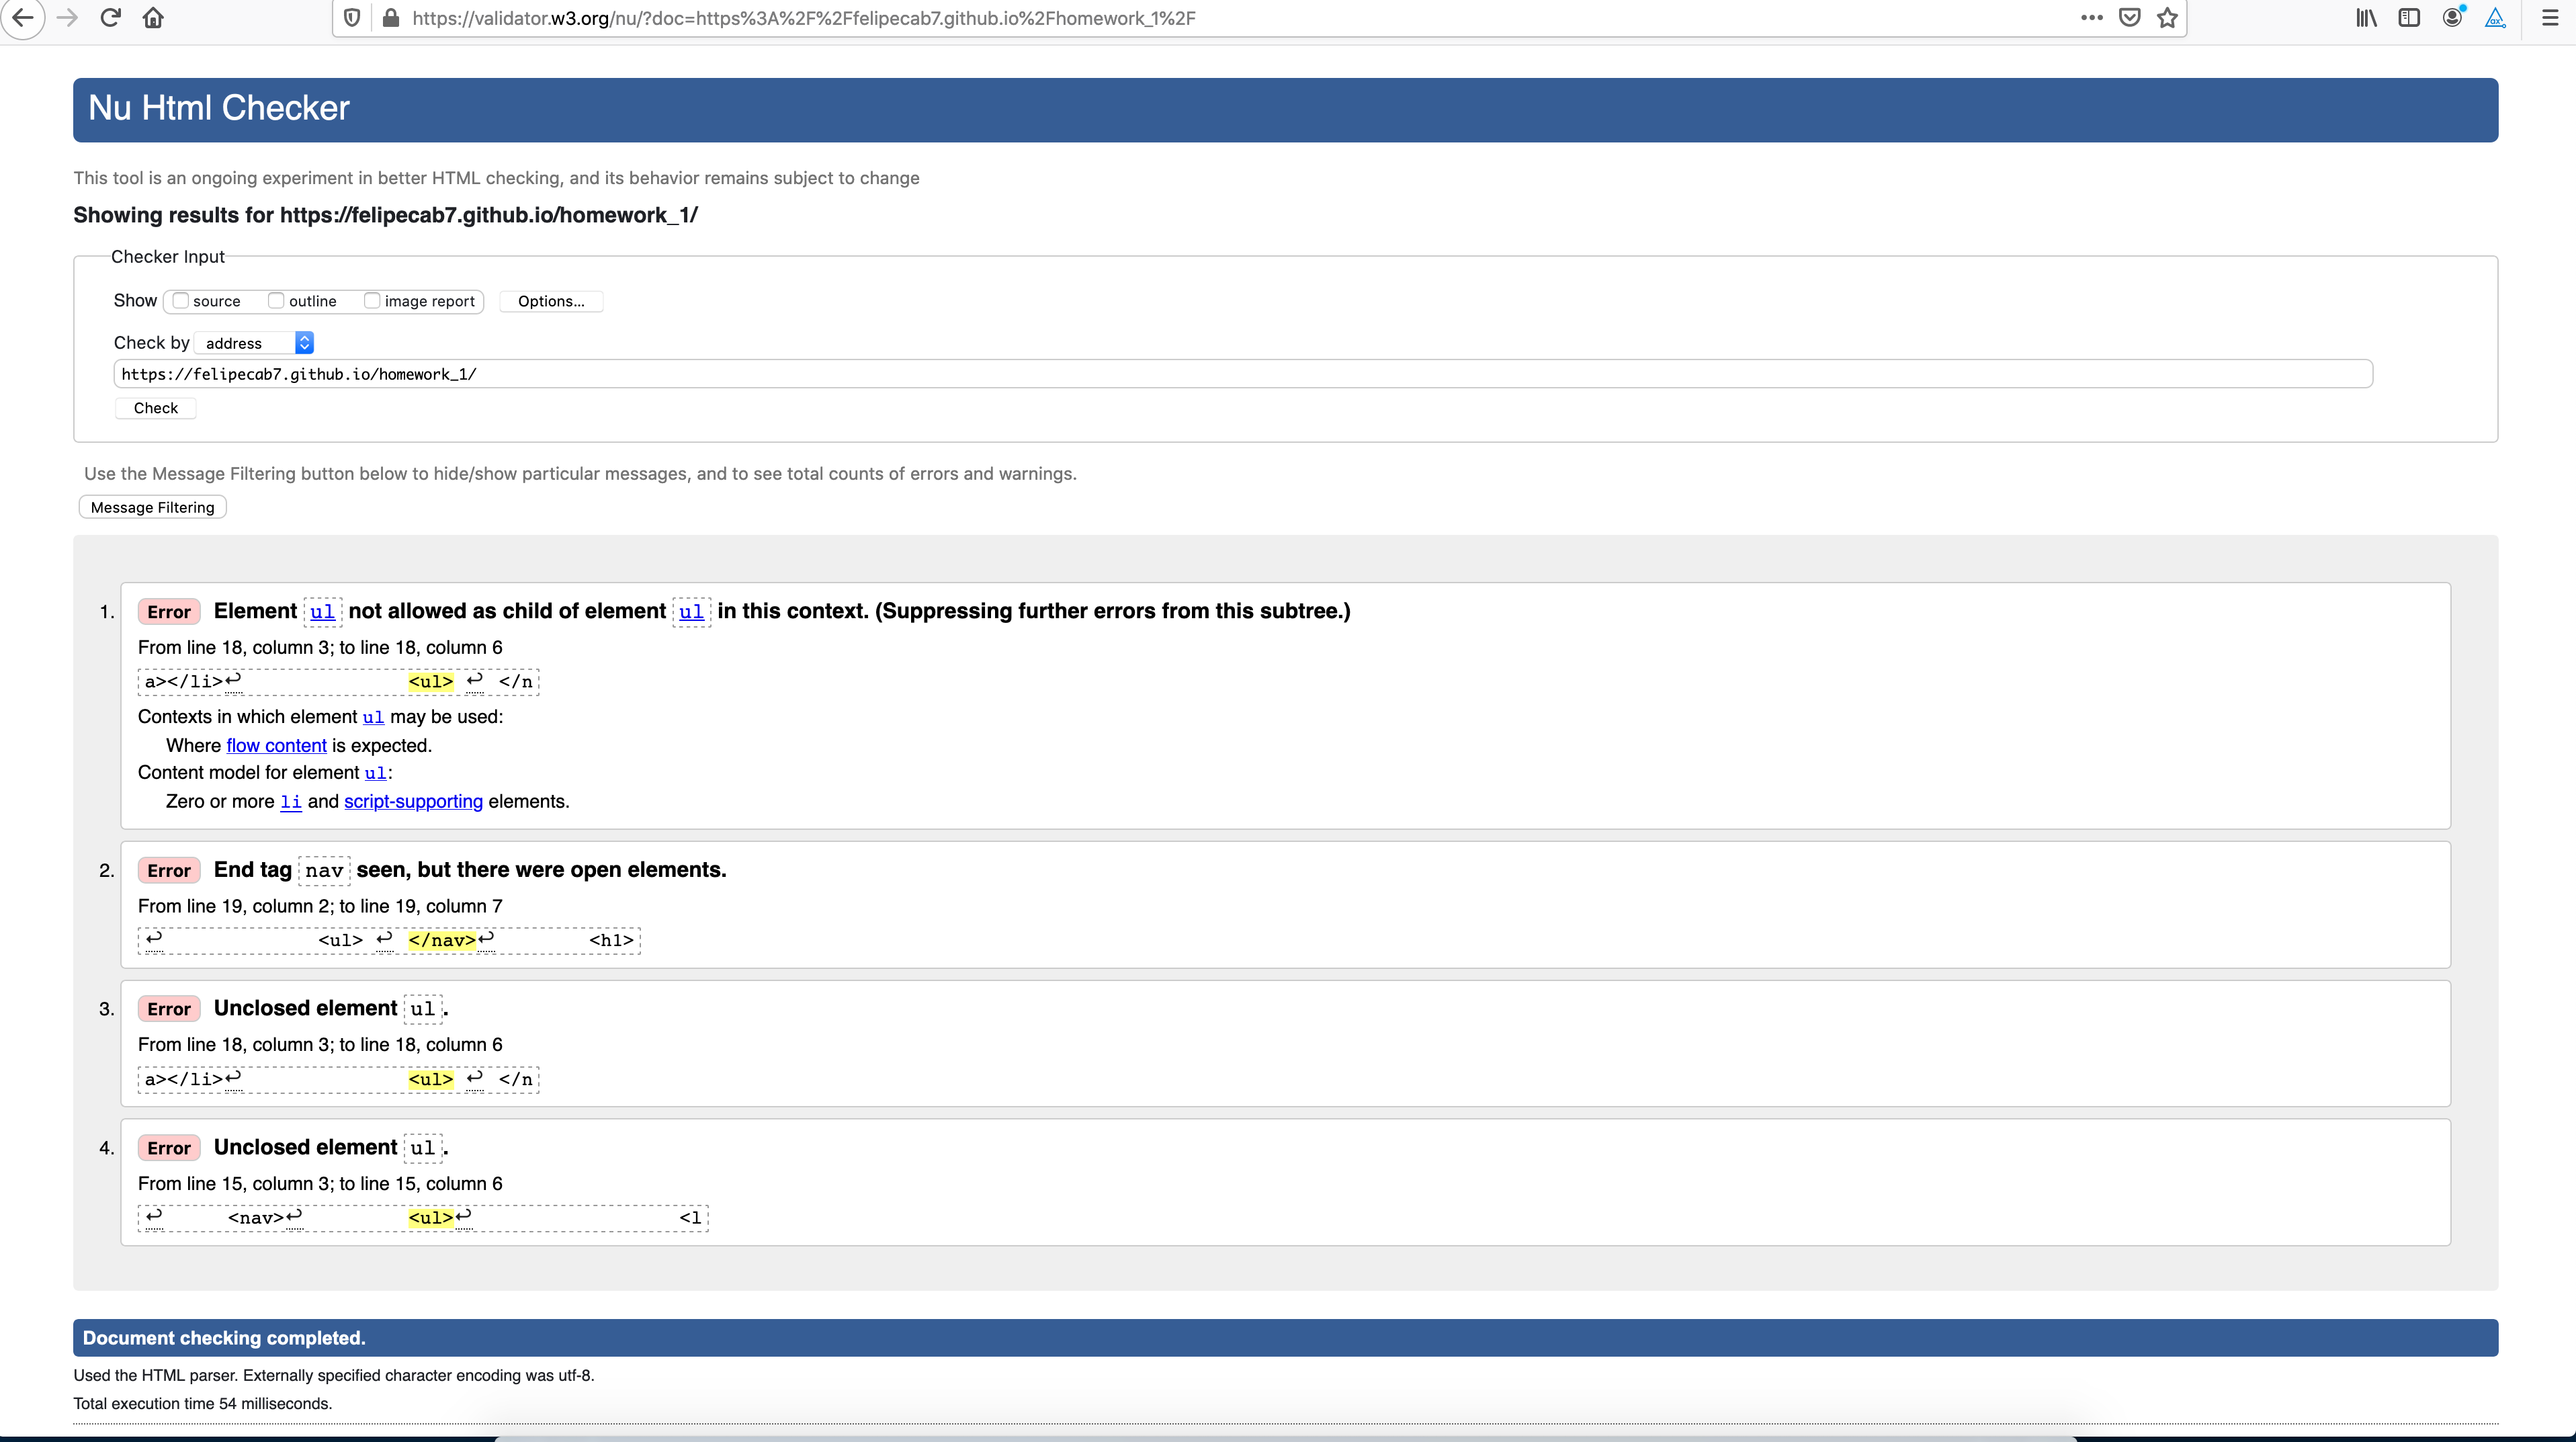 https://validator.w3.org/nu/?doc=https%3A%2F%2Ffelipecab7.github.io%2Fhomework_1%2F
Nu Html Checker
This tool is an ongoing experiment in better HTML checking, and its behavior remains subject to change
Showing results for https://felipecab7.github.io/homework_1/
Checker Input
Show source outline image report Options...
Check by address
https://felipecab7.github.io/homework_1/
Check
Use the Message Filtering button below to hide/show particular messages, and to see total counts of errors and warnings.
Message Filtering
1. Error Element ul not allowed as child of element ul in this context. (Suppressing further errors from this subtree.)
From line 18, column 3; to line 18, column 6
a></li>↩ <ul> ↩ </n
Contexts in which element ul may be used:
Where flow content is expected.
Content model for element ul:
Zero or more li and script-supporting elements.
2. Error End tag nav seen, but there were open elements.
From line 19, column 2; to line 19, column 7
↩ <ul> ↩ </nav>↩ <h1>
3. Error Unclosed element ul.
From line 18, column 3; to line 18, column 6
a></li>↩ <ul> ↩ </n
4. Error Unclosed element ul.
From line 15, column 3; to line 15, column 6
↩ <nav>↩ <ul>↩ <l
Document checking completed.
Used the HTML parser. Externally specified character encoding was utf-8.
Total execution time 54 milliseconds.